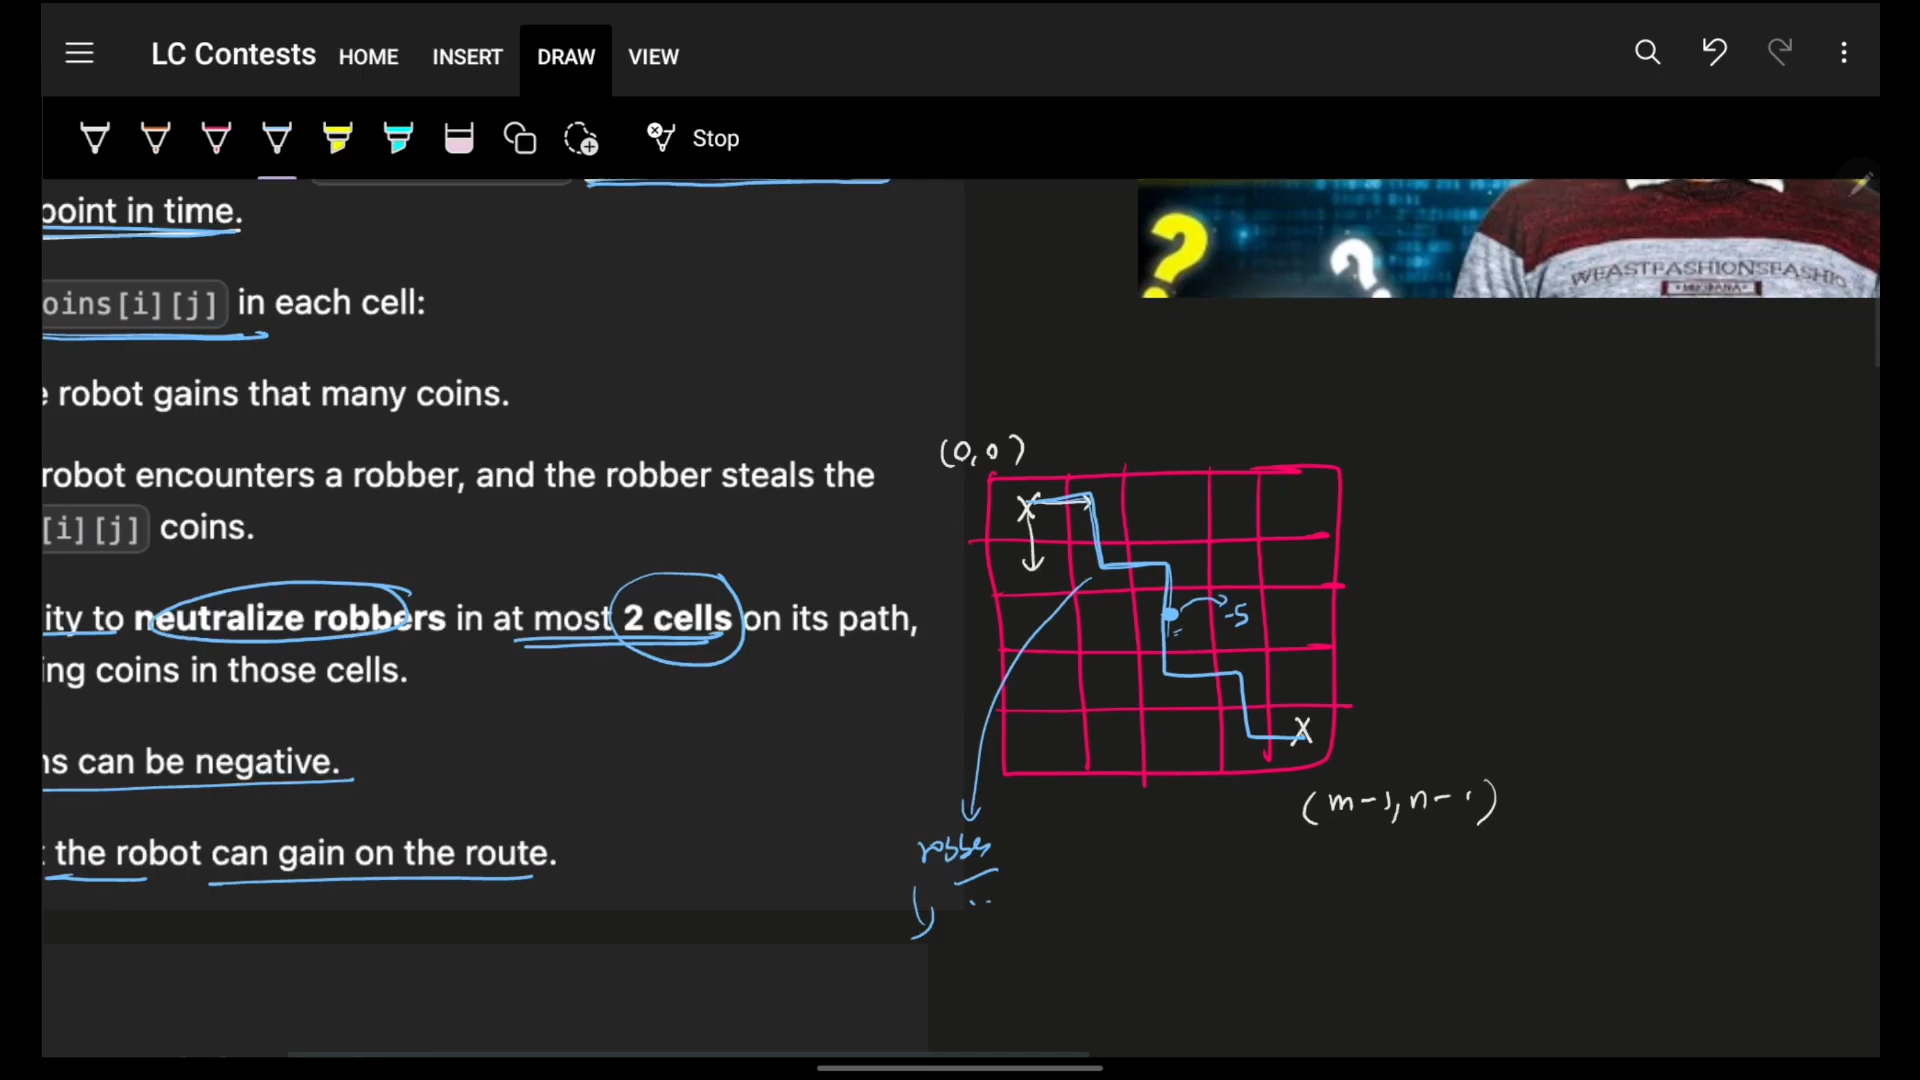 LC Contests HOME INSERT DRAW VIEW
Stop
point in time.
oins[i][j] in each cell:
e robot gains that many coins.
robot encounters a robber, and the robber steals the
[i][j] coins.
ity to neutralize robbers in at most 2 cells on its path,
ing coins in those cells.
ns can be negative.
t the robot can gain on the route.
? ?
WEASTFASHIONSFASHIO
(0,0)
X
-5
X
(m-1, n-1)
robber